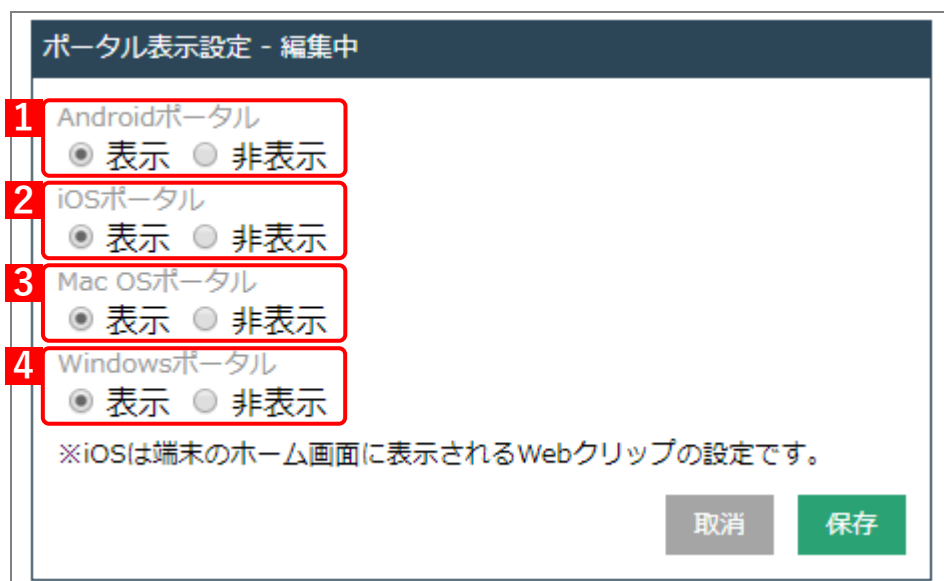 ポータル表示設定 - 編集中
1 Androidポータル
表示 非表示
2 iOSポータル
表示 非表示
3 Mac OSポータル
表示 非表示
4 Windowsポータル
表示 非表示
※iOSは端末のホーム画面に表示されるWebクリップの設定です。
取消 保存